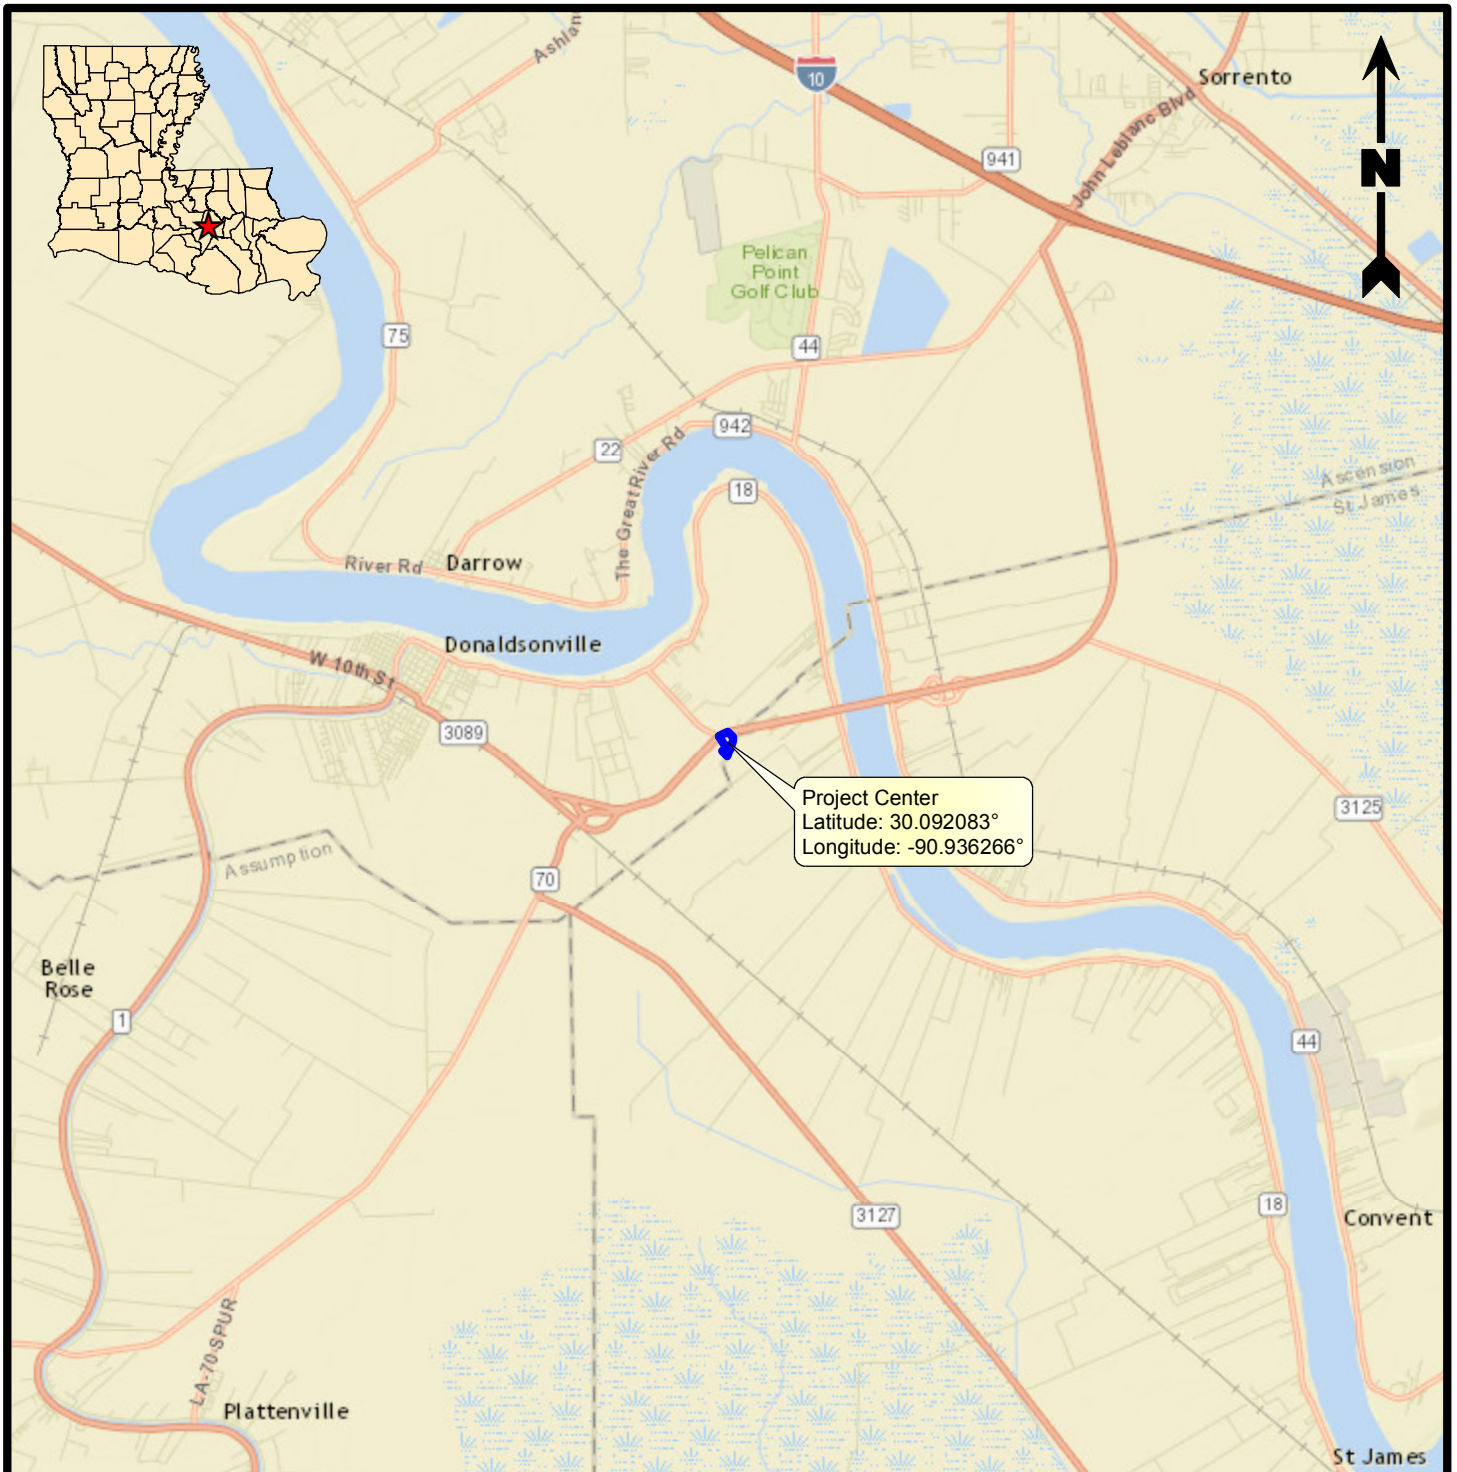 Ashlan
10
Sorrento
John Leblanc Blvd
941
N
Pelican
Point
Golf Club
75
44
942
22
The Great River Rd
18
Ascension
St James
River Rd
Darrow
Donaldsonville
W 10th St
3089
Project Center
Latitude: 30.092083°
Longitude: -90.936266°
3125
Assumption
70
Belle
Rose
1
44
18
3127
Convent
LA-70 SPUR
Plattenville
St James